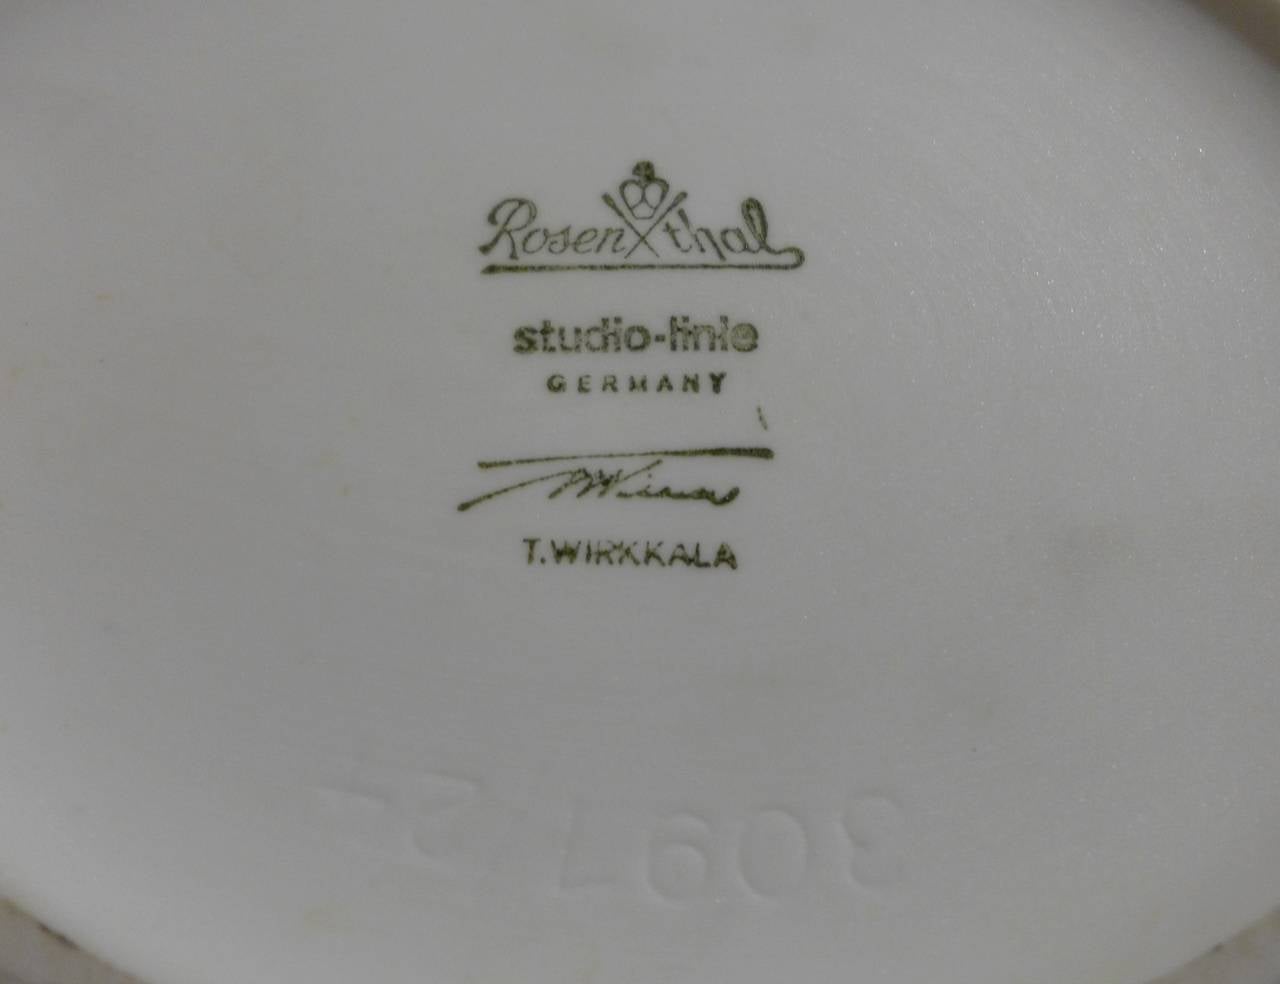 Rosenthal
studio-linie
GERMANY
T.WIRKKALA